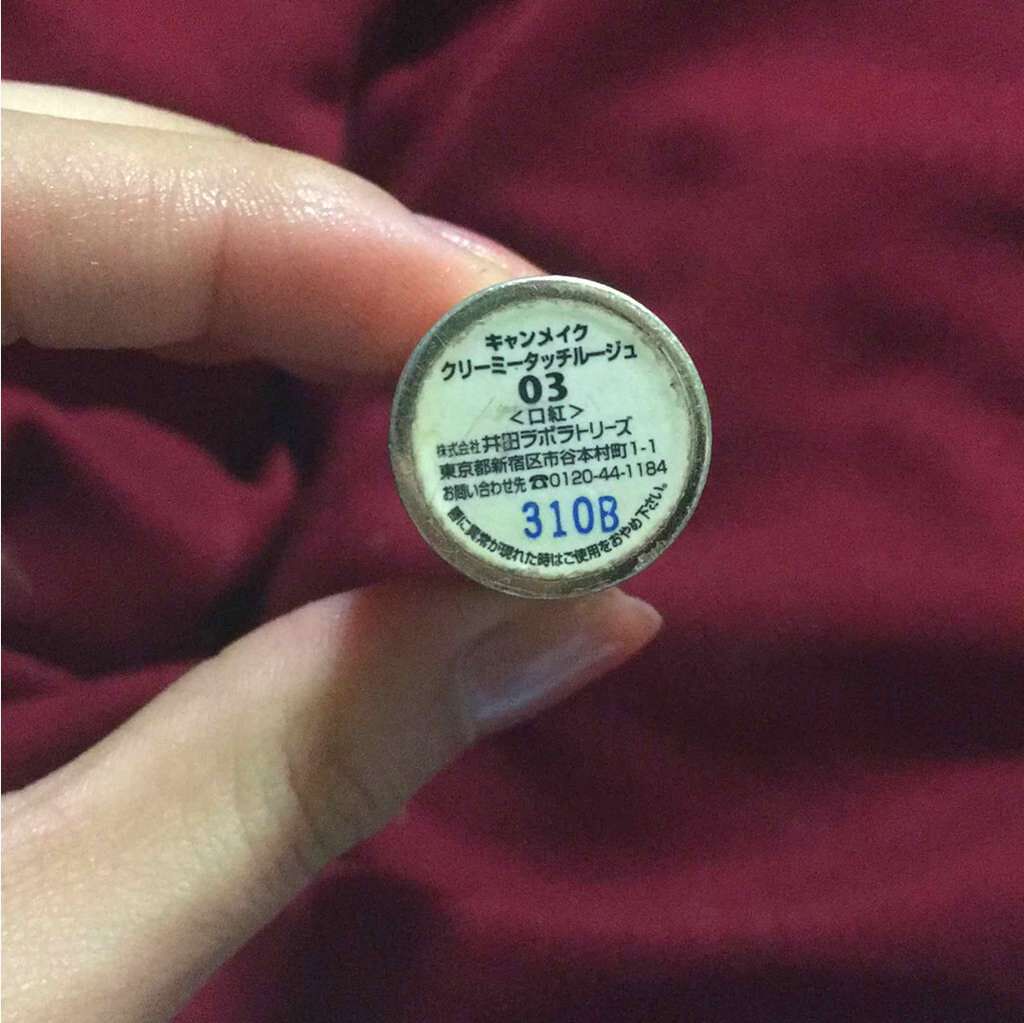 キャンメイク
クリーミータッチルージュ
03
<口紅>
株式会社 井田ラボラトリーズ
東京都新宿区市谷本村町1-1
お問い合わせ先 ☎0120-44-1184
310B
唇に異常が現れた時はご使用をおやめ下さい。